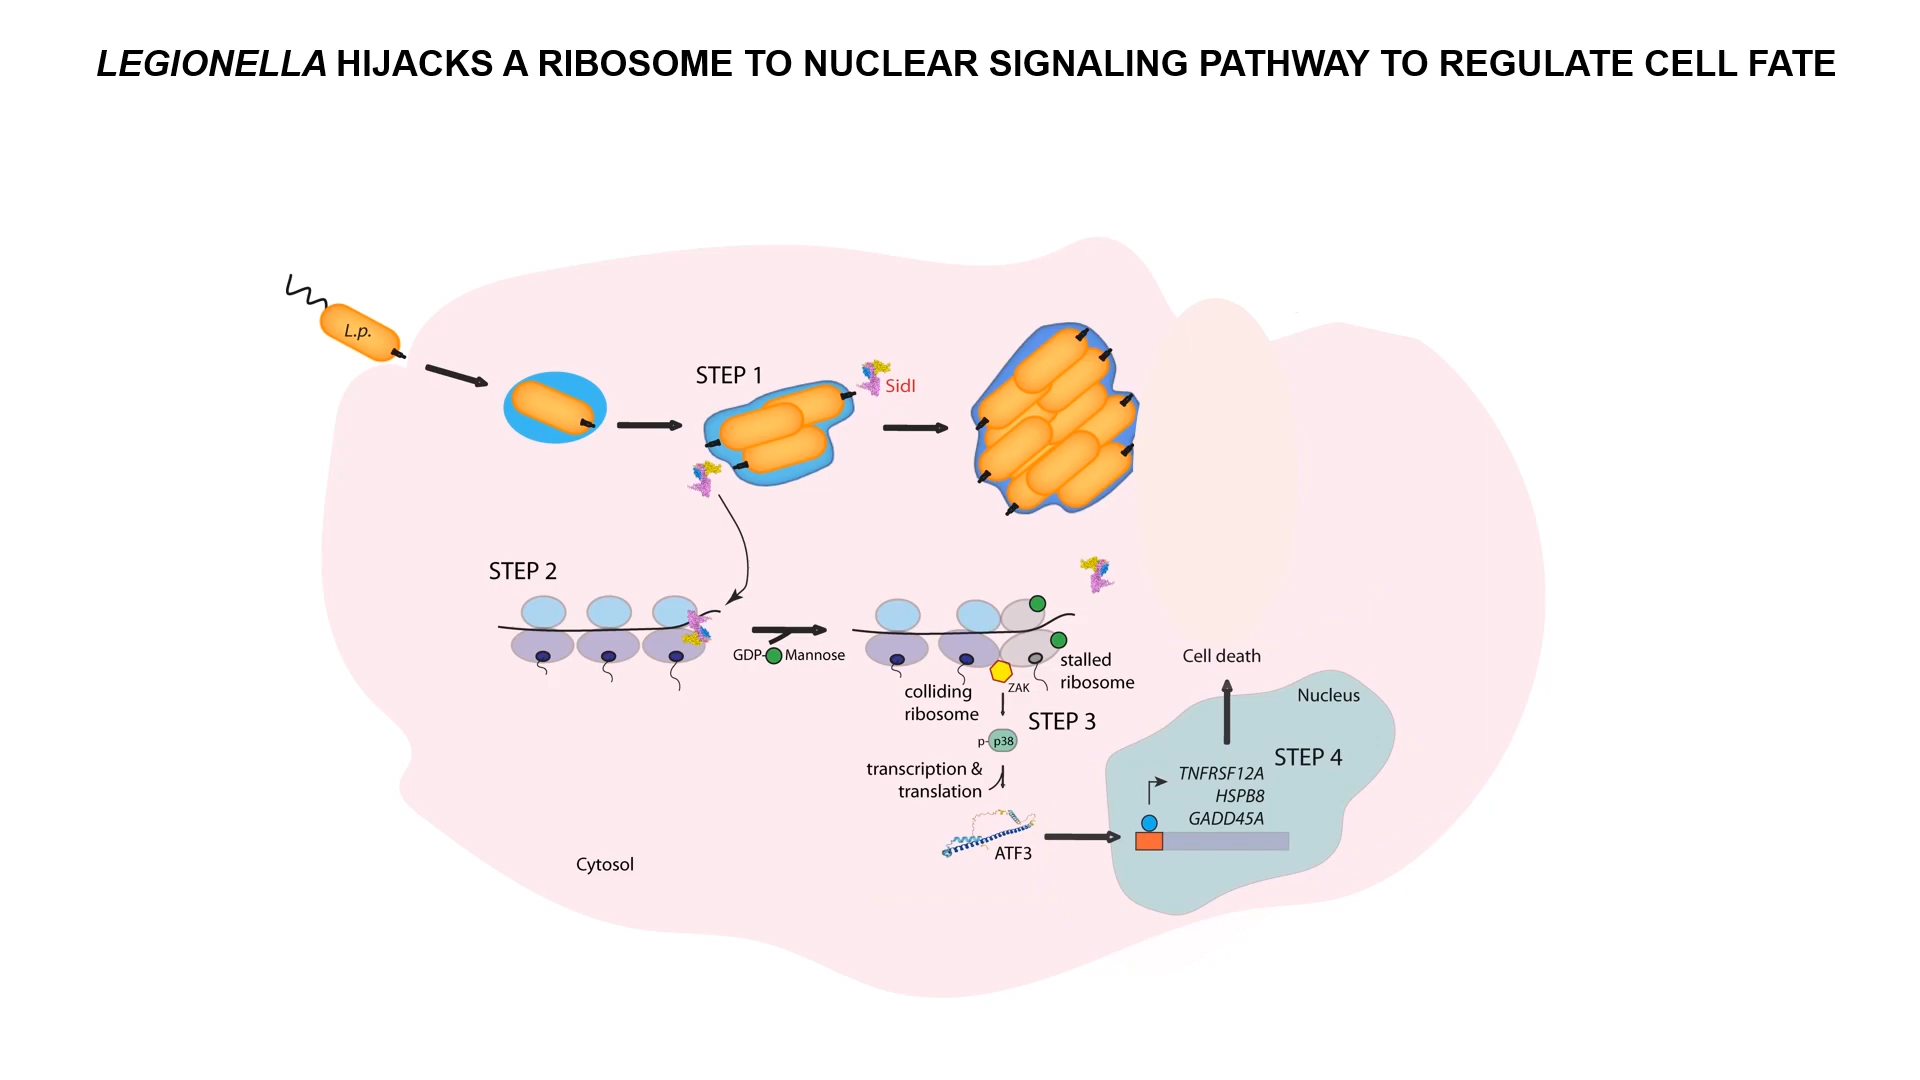 LEGIONELLA HIJACKS A RIBOSOME TO NUCLEAR SIGNALING PATHWAY TO REGULATE CELL FATE
L.p.
STEP 1
SidI
STEP 2
GDP-
Mannose
colliding
ribosome
ZAK
stalled
ribosome
STEP 3
p-
p38
transcription &
translation
ATF3
Cell death
Nucleus
STEP 4
TNFRSF12A
HSPB8
GADD45A
Cytosol